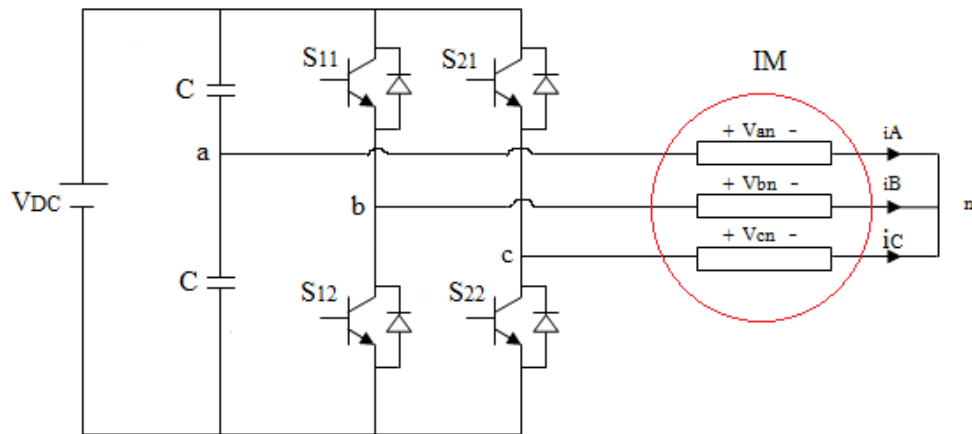 S11
S21
IM
C
+ Van -
iA
a
VDC
b
+ Vbn -
iB
n
c
+ Vcn -
iC
C
S12
S22